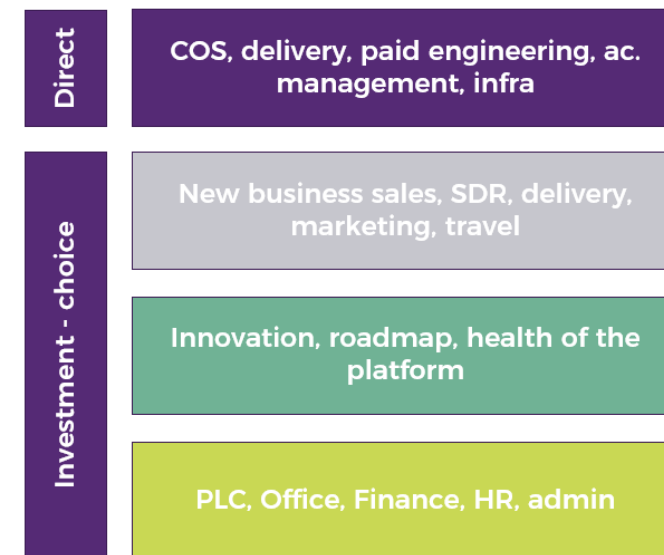 Direct
COS, delivery, paid engineering, ac.
management, infra
Investment - choice
New business sales, SDR, delivery,
marketing, travel
Innovation, roadmap, health of the
platform
PLC, Office, Finance, HR, admin